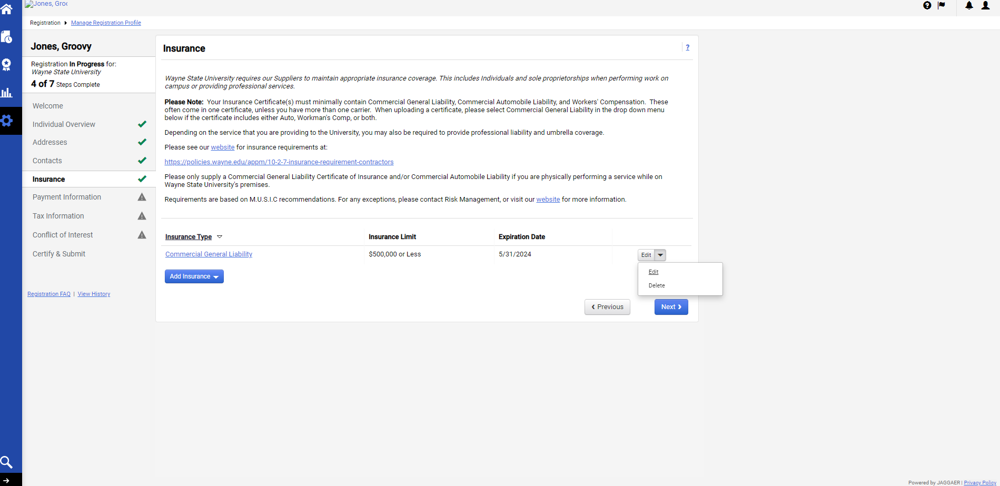 Jones, Groo
Registration Manage Registration Profile
Jones, Groovy
Registration In Progress for:
Wayne State University
4 of 7 Steps Complete
Welcome
Individual Overview
Addresses
Contacts
Insurance
Payment Information
Tax Information
Conflict of Interest
Certify & Submit
Registration FAQ | View History
Insurance
?
Wayne State University requires our Suppliers to maintain appropriate insurance coverage. This includes Individuals and sole proprietorships when performing work on
campus or providing professional services.
Please Note: Your Insurance Certificate(s) must minimally contain Commercial General Liability, Commercial Automobile Liability, and Workers' Compensation. These
often come in one certificate, unless you have more than one carrier. When uploading a certificate, please select Commercial General Liability in the drop down menu
below if the certificate includes either Auto, Workman's Comp, or both.
Depending on the service that you are providing to the University, you may also be required to provide professional liability and umbrella coverage.
Please see our website for insurance requirements at:
https://policies.wayne.edu/appm/10-2-7-insurance-requirement-contractors
Please only supply a Commercial General Liability Certificate of Insurance and/or Commercial Automobile Liability if you are physically performing a service while on
Wayne State University's premises.
Requirements are based on M.U.S.I.C recommendations. For any exceptions, please contact Risk Management, or visit our website for more information.
Insurance Type Insurance Limit Expiration Date
Commercial General Liability $500,000 or Less 5/31/2024 Edit
Edit
Delete
Add Insurance
Previous Next
Powered by JAGGAER | Privacy Policy